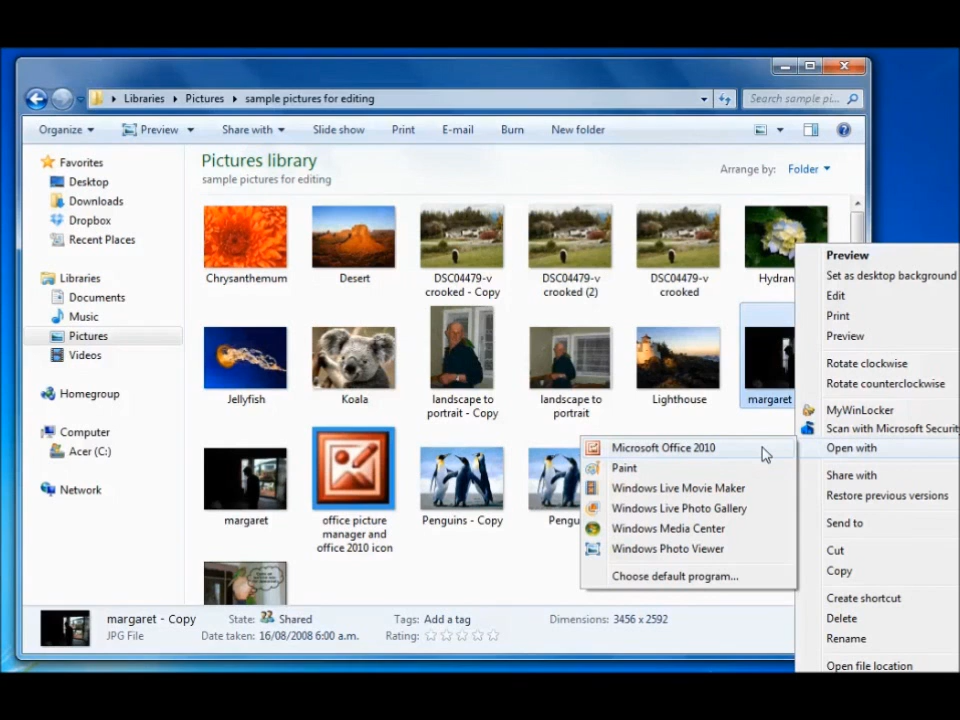 Libraries
Pictures
sample pictures for editing
Search sample pi...
Organize
Preview
Share with
Slide show
Print
E-mail
Burn
New folder
Favorites
Desktop
Downloads
Dropbox
Recent Places
Libraries
Documents
Music
Pictures
Videos
Homegroup
Computer
Acer (C:)
Network
Pictures library
sample pictures for editing
Arrange by:
Folder
Chrysanthemum
Desert
DSC04479-v
crooked - Copy
DSC04479-v
crooked (2)
DSC04479-v
crooked
Hydran
Jellyfish
Koala
landscape to
portrait - Copy
landscape to
portrait
Lighthouse
margaret
margaret
office picture
manager and
office 2010 icon
Penguins - Copy
Pengu
Preview
Set as desktop background
Edit
Print
Preview
Rotate clockwise
Rotate counterclockwise
MyWinLocker
Scan with Microsoft Security
Open with
Share with
Restore previous versions
Send to
Cut
Copy
Create shortcut
Delete
Rename
Open file location
Microsoft Office 2010
Paint
Windows Live Movie Maker
Windows Live Photo Gallery
Windows Media Center
Windows Photo Viewer
Choose default program...
margaret - Copy
JPG File
State:
Shared
Date taken: 16/08/2008 6:00 a.m.
Tags: Add a tag
Rating:
Dimensions: 3456 x 2592